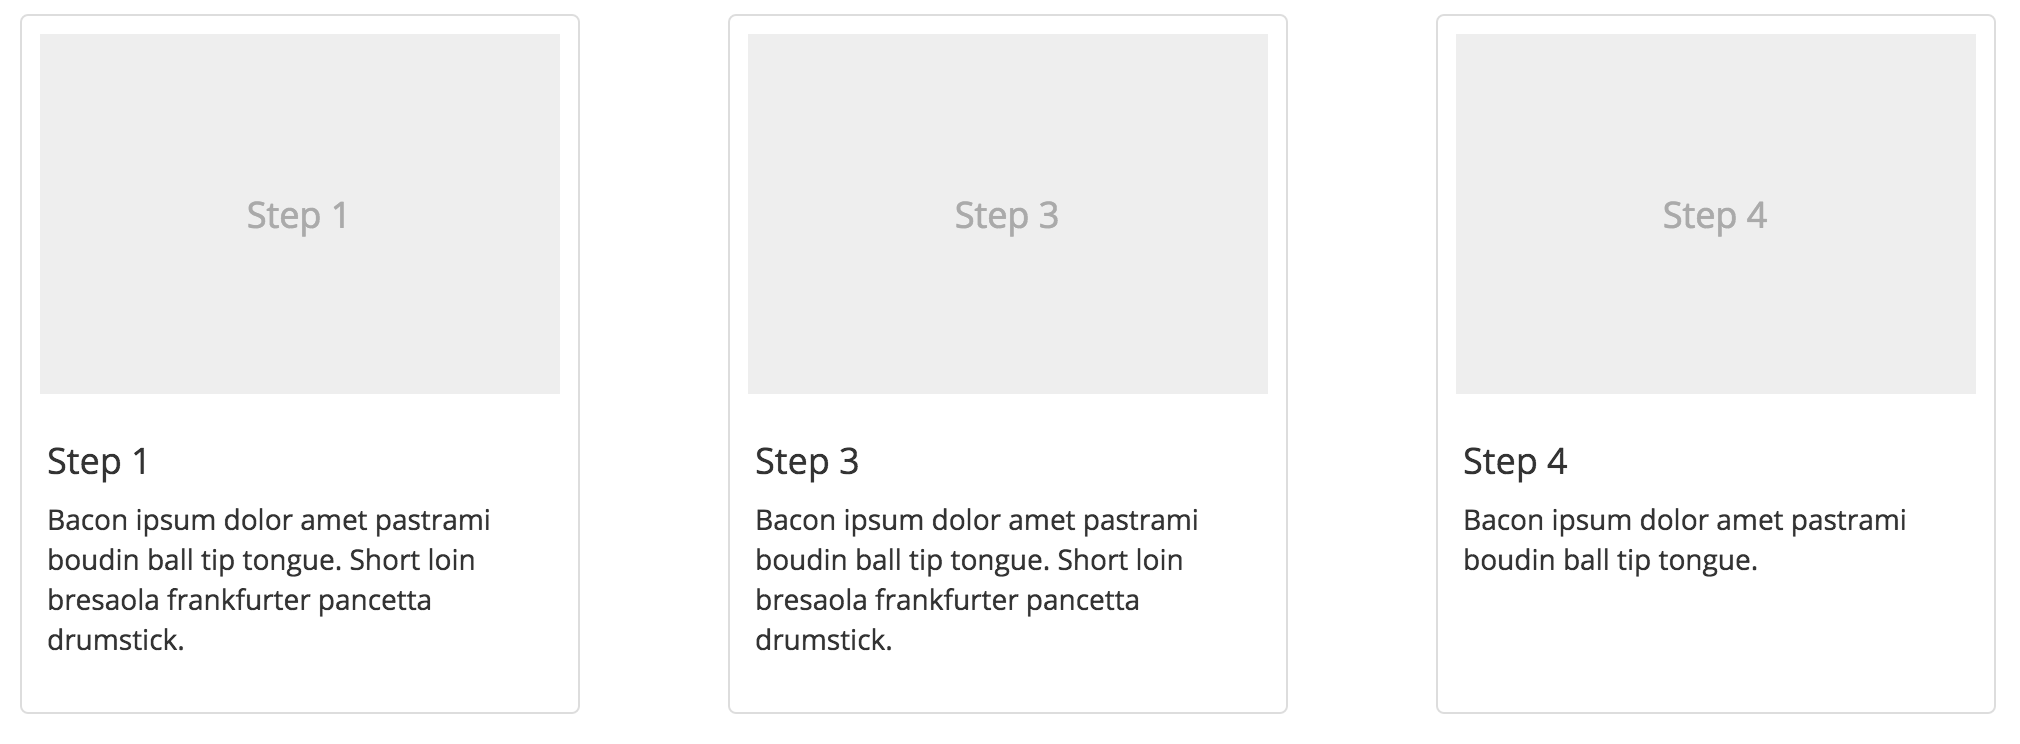 Step 1
Step 1
Bacon ipsum dolor amet pastrami
boudin ball tip tongue. Short loin
bresaola frankfurter pancetta
drumstick.
Step 3
Step 3
Bacon ipsum dolor amet pastrami
boudin ball tip tongue. Short loin
bresaola frankfurter pancetta
drumstick.
Step 4
Step 4
Bacon ipsum dolor amet pastrami
boudin ball tip tongue.